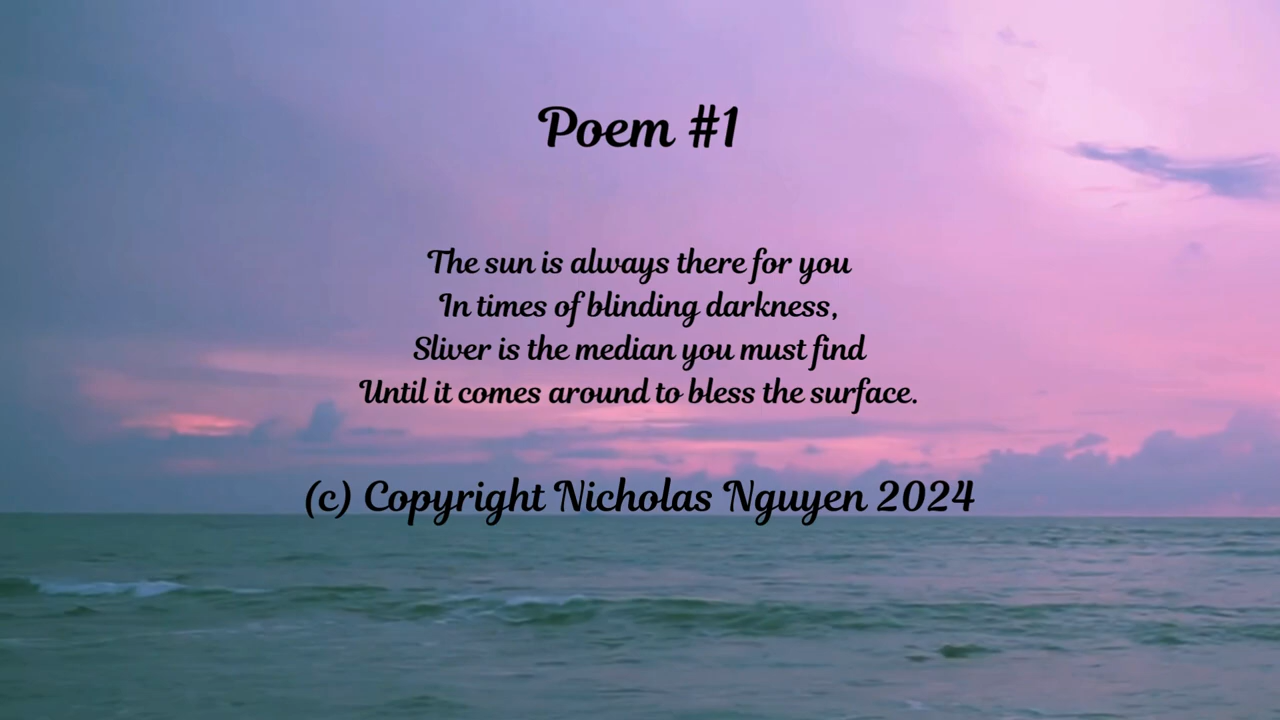 Poem #1
The sun is always there for you
In times of blinding darkness,
Sliver is the median you must find
Until it comes around to bless the surface.
(c) Copyright Nicholas Nguyen 2024